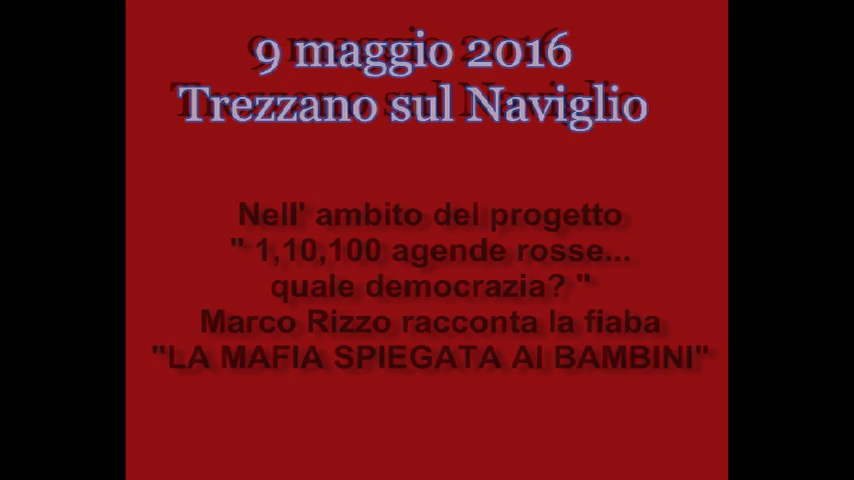 9 maggio 2016
Trezzano sul Naviglio
Nell' ambito del progetto
" 1,10,100 agende rosse...
quale democrazia? "
Marco Rizzo racconta la fiaba
"LA MAFIA SPIEGATA AI BAMBINI"